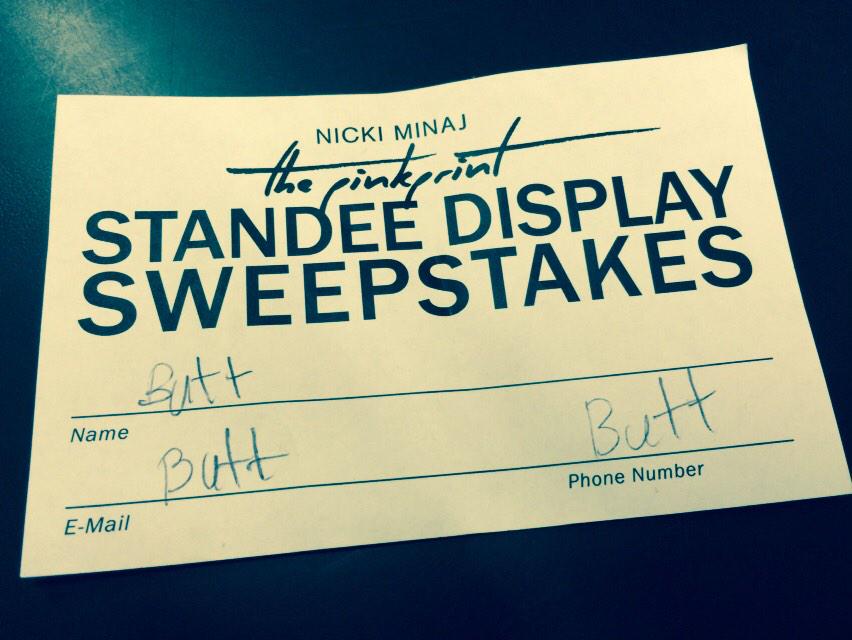 NICKI MINAJ
the pinkprint
STANDEE DISPLAY
SWEEPSTAKES
Butt
Name
Butt Butt
E-Mail Phone Number